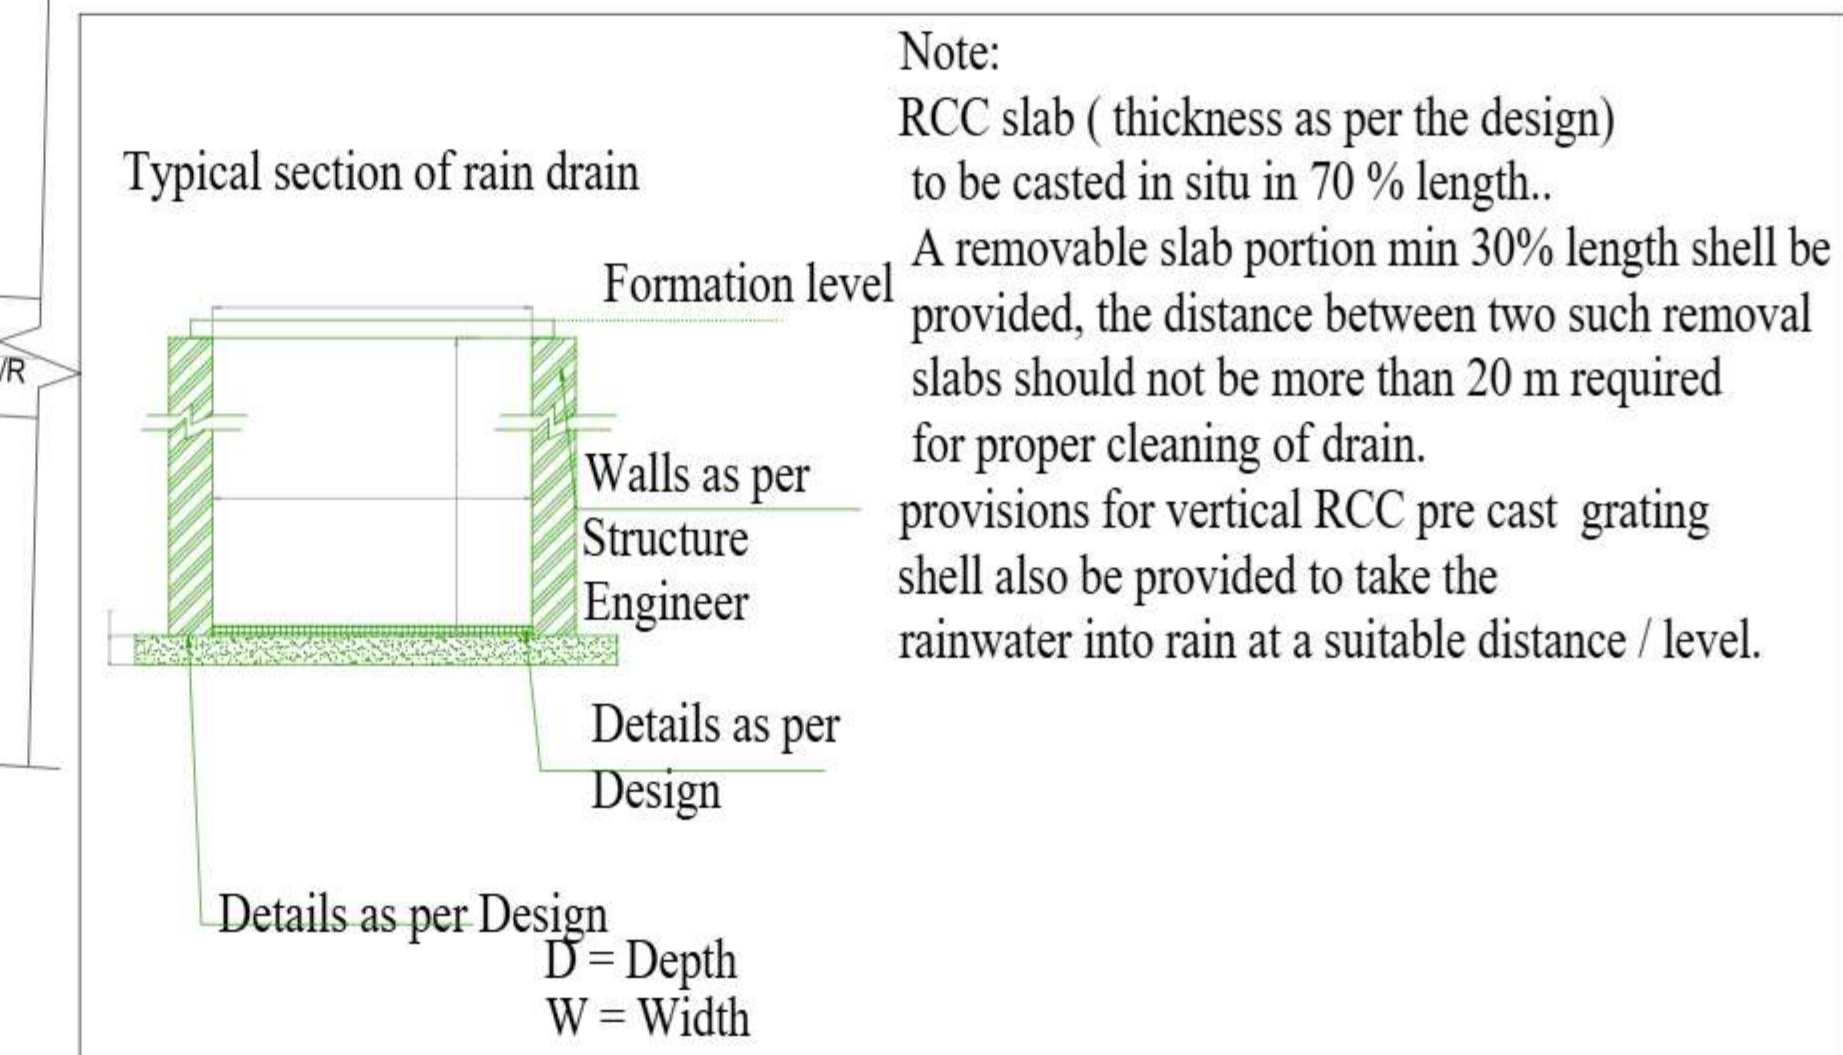 /R
Typical section of rain drain
Formation level
Walls as per
Structure
Engineer
Details as per
Design
Details as per Design
D = Depth
W = Width
Note:
RCC slab ( thickness as per the design)
to be casted in situ in 70 % length..
A removable slab portion min 30% length shell be
provided, the distance between two such removal
slabs should not be more than 20 m required
for proper cleaning of drain.
provisions for vertical RCC pre cast grating
shell also be provided to take the
rainwater into rain at a suitable distance / level.